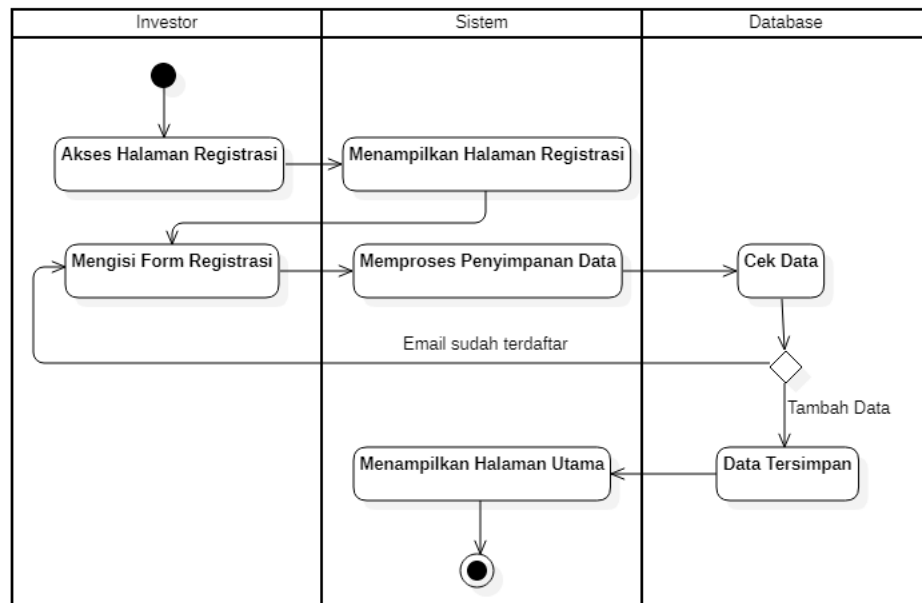 Investor
Sistem
Database
Akses Halaman Registrasi
Menampilkan Halaman Registrasi
Mengisi Form Registrasi
Memproses Penyimpanan Data
Cek Data
Email sudah terdaftar
Tambah Data
Menampilkan Halaman Utama
Data Tersimpan